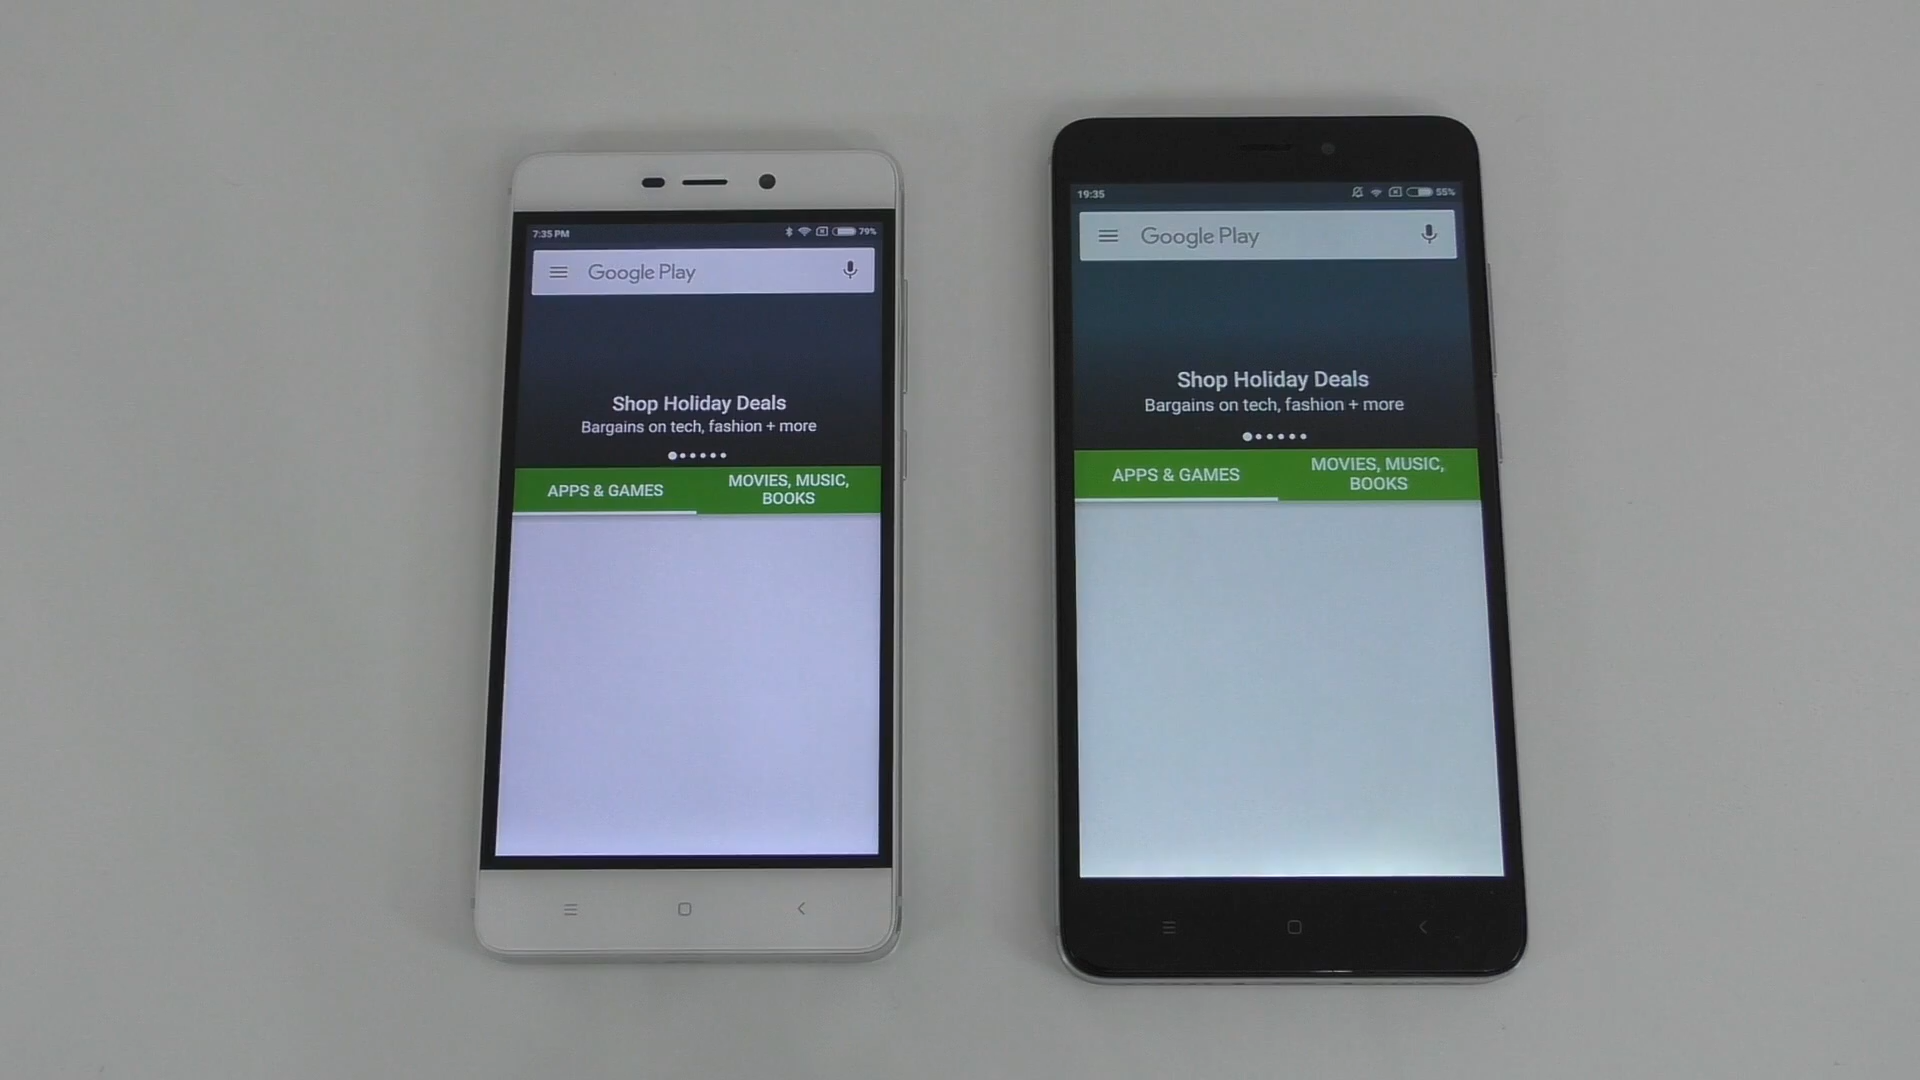 7:35 PM
79%
Google Play
Shop Holiday Deals
Bargains on tech, fashion + more
APPS & GAMES
MOVIES, MUSIC,
BOOKS
19:35
55%
Google Play
Shop Holiday Deals
Bargains on tech, fashion + more
APPS & GAMES
MOVIES, MUSIC,
BOOKS